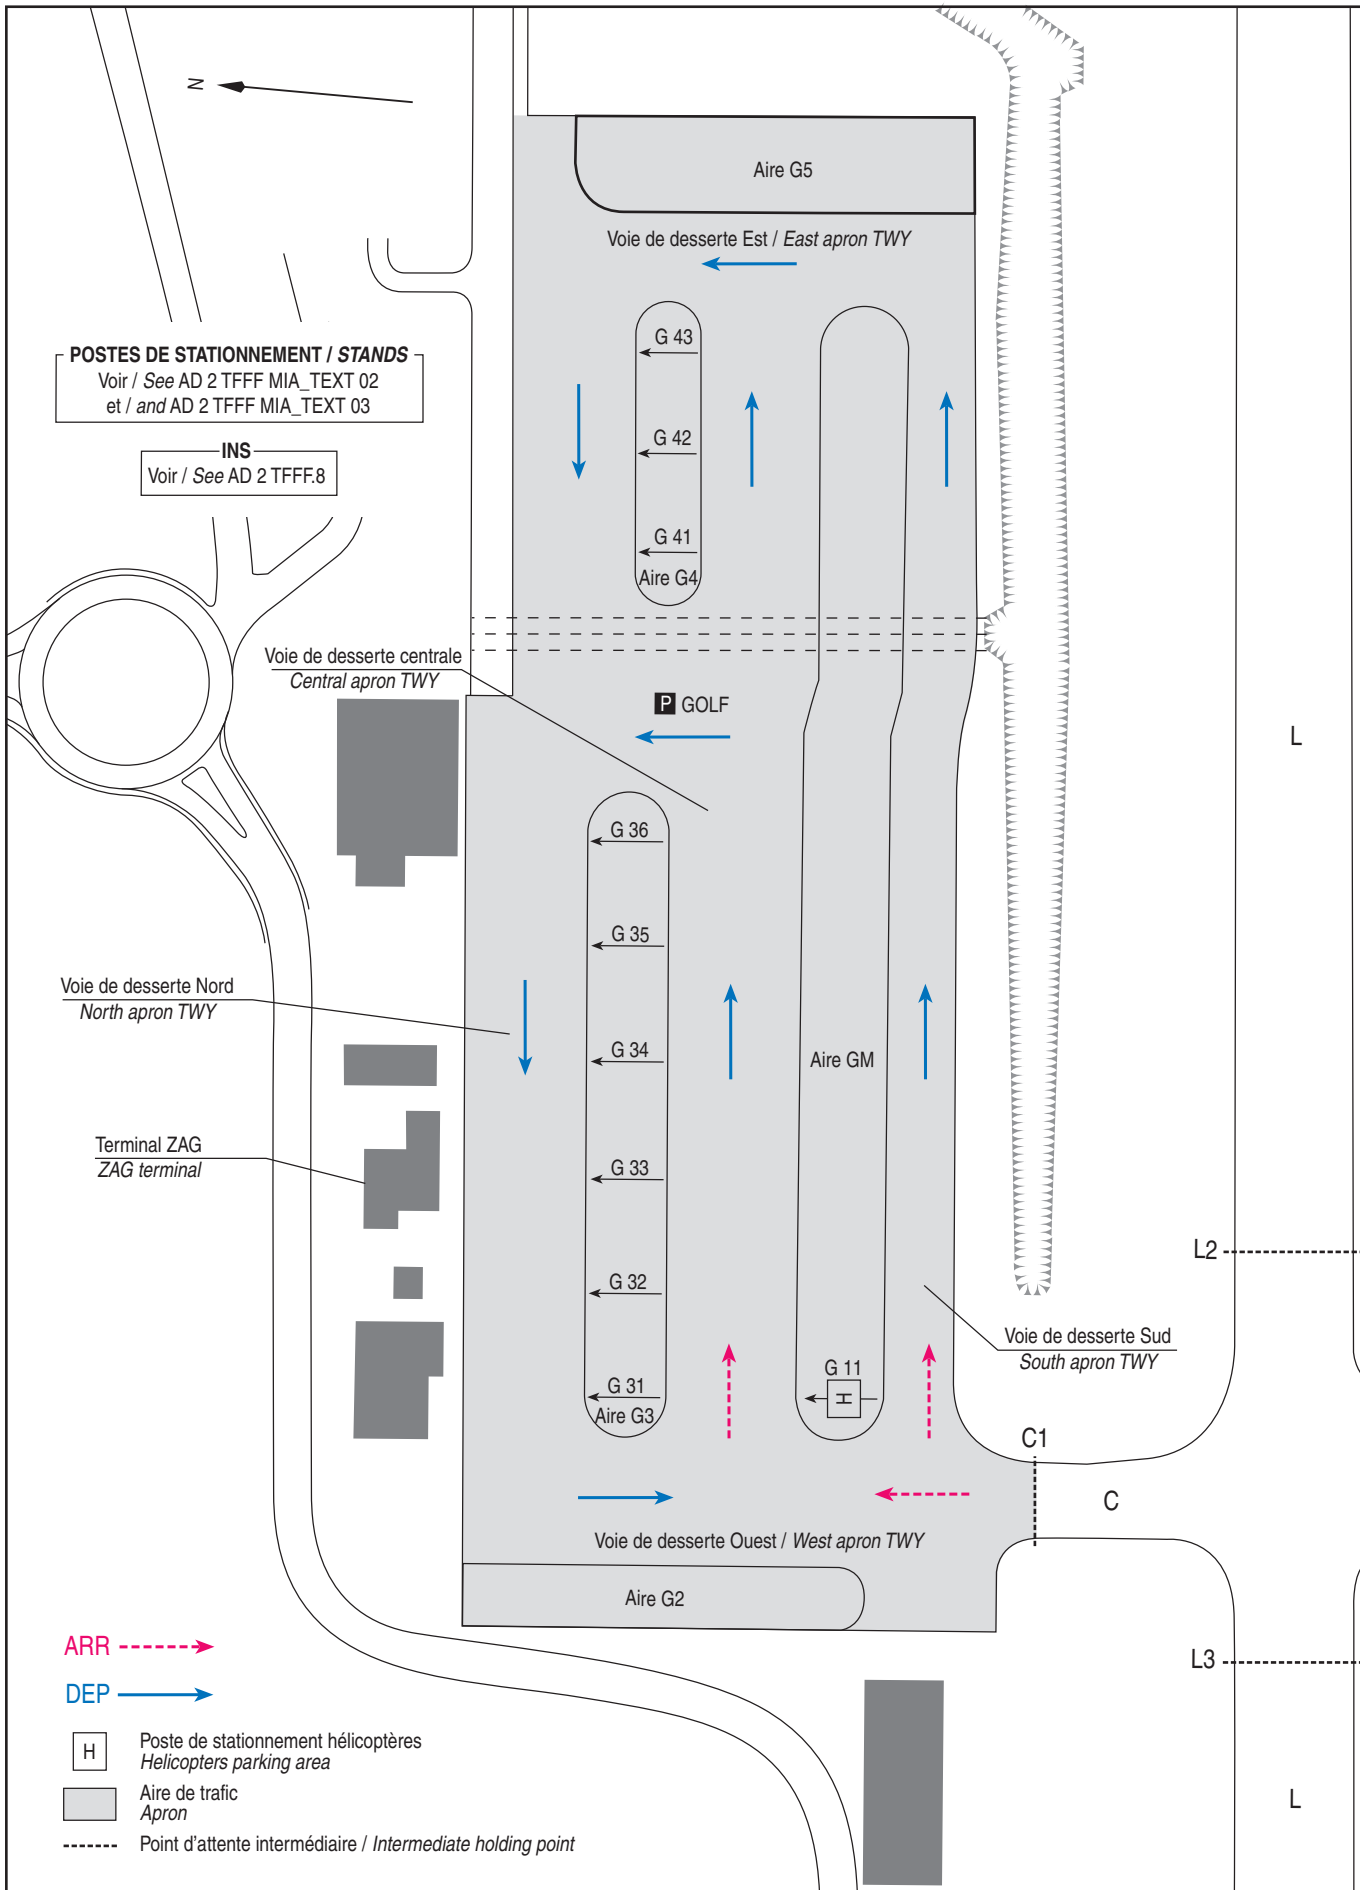 N
Aire G5
Voie de desserte Est / East apron TWY
G 43
POSTES DE STATIONNEMENT / STANDS
Voir / See AD 2 TFFF MIA_TEXT 02
et / and AD 2 TFFF MIA_TEXT 03
G 42
INS
Voir / See AD 2 TFFF.8
G 41
Aire G4
Voie de desserte centrale
Central apron TWY
P GOLF
L
G 36
G 35
Voie de desserte Nord
North apron TWY
G 34
Aire GM
Terminal ZAG
ZAG terminal
G 33
L2
G 32
Voie de desserte Sud
South apron TWY
G 11
H
G 31
Aire G3
C1
C
Voie de desserte Ouest / West apron TWY
Aire G2
ARR
L3
DEP
H
Poste de stationnement hélicoptères
Helicopters parking area
Aire de trafic
Apron
L
Point d'attente intermédiaire / Intermediate holding point